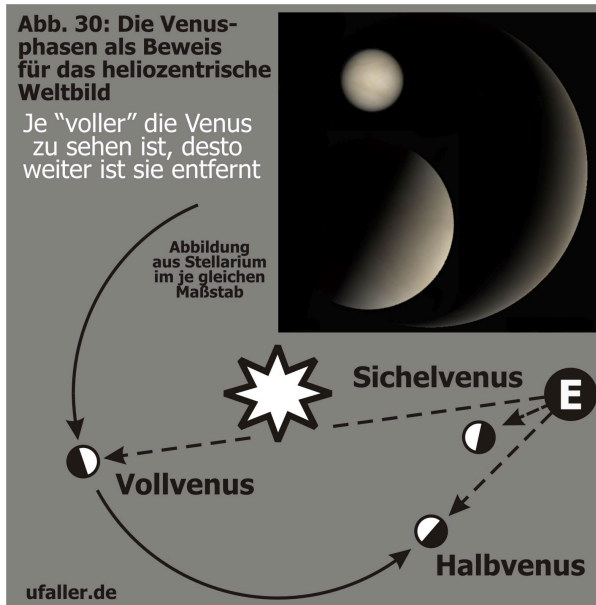 Abb. 30: Die Venus-
phasen als Beweis
für das heliozentrische
Weltbild
Je “voller” die Venus
zu sehen ist, desto
weiter ist sie entfernt
Abbildung
aus Stellarium
im je gleichen
Maßstab
Sichelvenus
E
Vollvenus
Halbvenus
ufaller.de